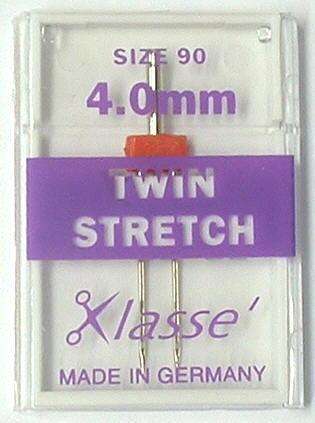 SIZE 90
4.0mm
TWIN
STRETCH
Klasse'
MADE IN GERMANY